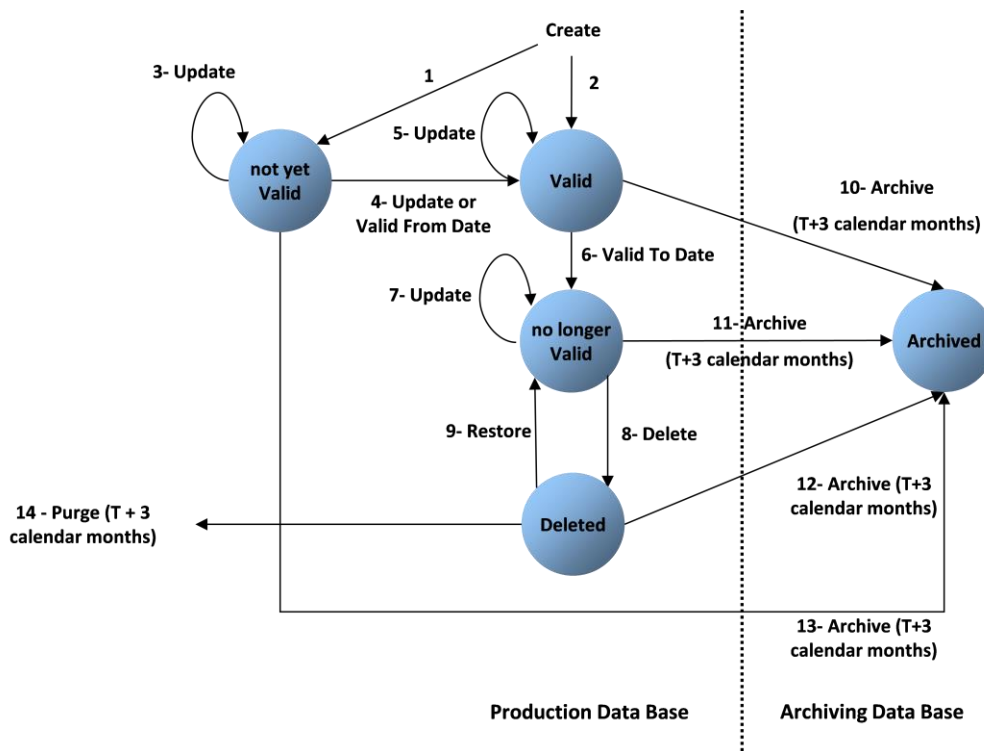 Create
1
2
3- Update
5- Update
not yet
Valid
Valid
4- Update or
Valid From Date
10- Archive
(T+3 calendar months)
6- Valid To Date
7- Update
no longer
Valid
11- Archive
(T+3 calendar months)
Archived
9- Restore
8- Delete
12- Archive (T+3
calendar months)
14 - Purge (T + 3
calendar months)
Deleted
13- Archive (T+3
calendar months)
Production Data Base
Archiving Data Base